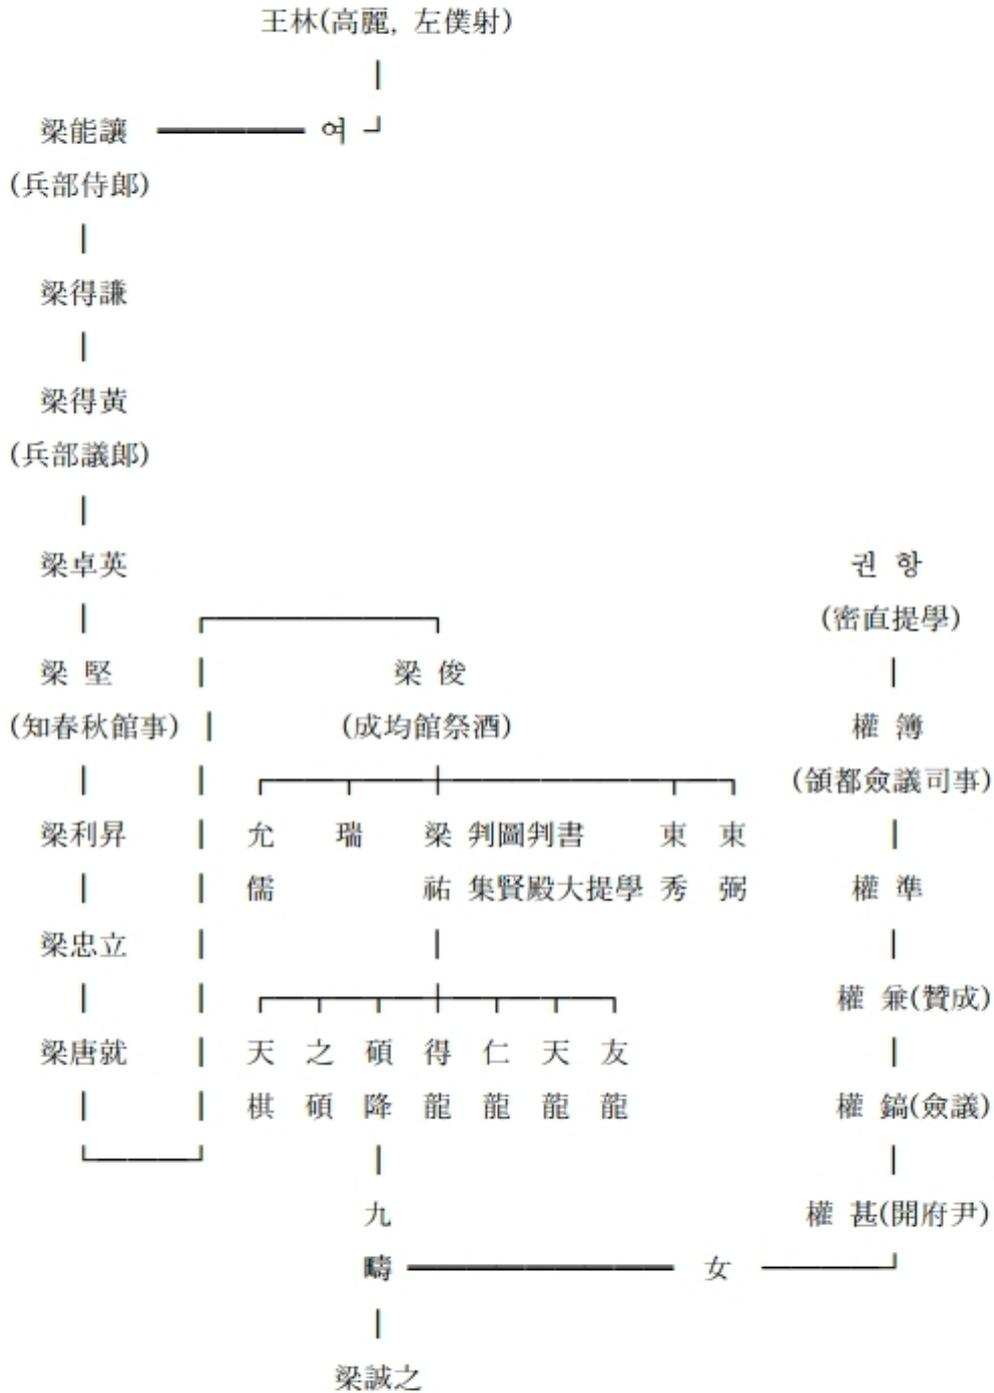 王林(高麗, 左僕射)
梁能讓 여
(兵部侍郎)
梁得謙
梁得黃
(兵部議郎)
梁卓英 권 항
(密直提學)
梁 堅 梁 俊
(知春秋館事) (成均館祭酒) 權 簿
(領都僉議司事)
梁利昇 允 瑞 梁 判圖判書 東 東
儒 祐 集賢殿大提學 秀 弼 權 準
梁忠立
權 兼(贊成)
梁唐就 天 之 碩 得 仁 天 友
棋 碩 降 龍 龍 龍 龍 權 鎬(僉議)
九 權 甚(開府尹)
疇 女
梁誠之